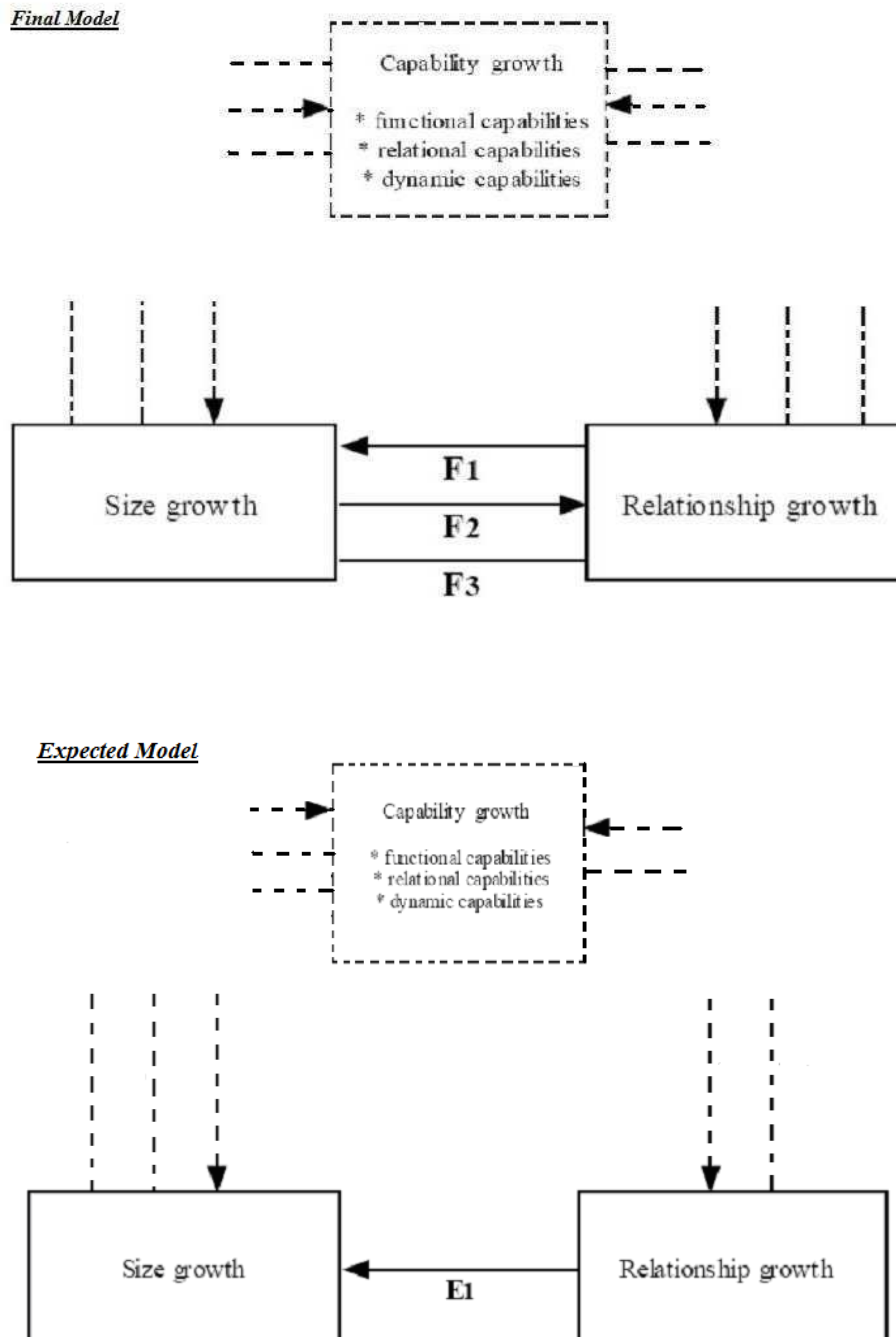 Final Model
Capability growth
* functional capabilities
* relational capabilities
* dynamic capabilities
F1
Size growth
Relationship growth
F2
F3
Expected Model
Capability growth
* functional capabilities
* relational capabilities
* dynamic capabilities
Size growth
Relationship growth
E1